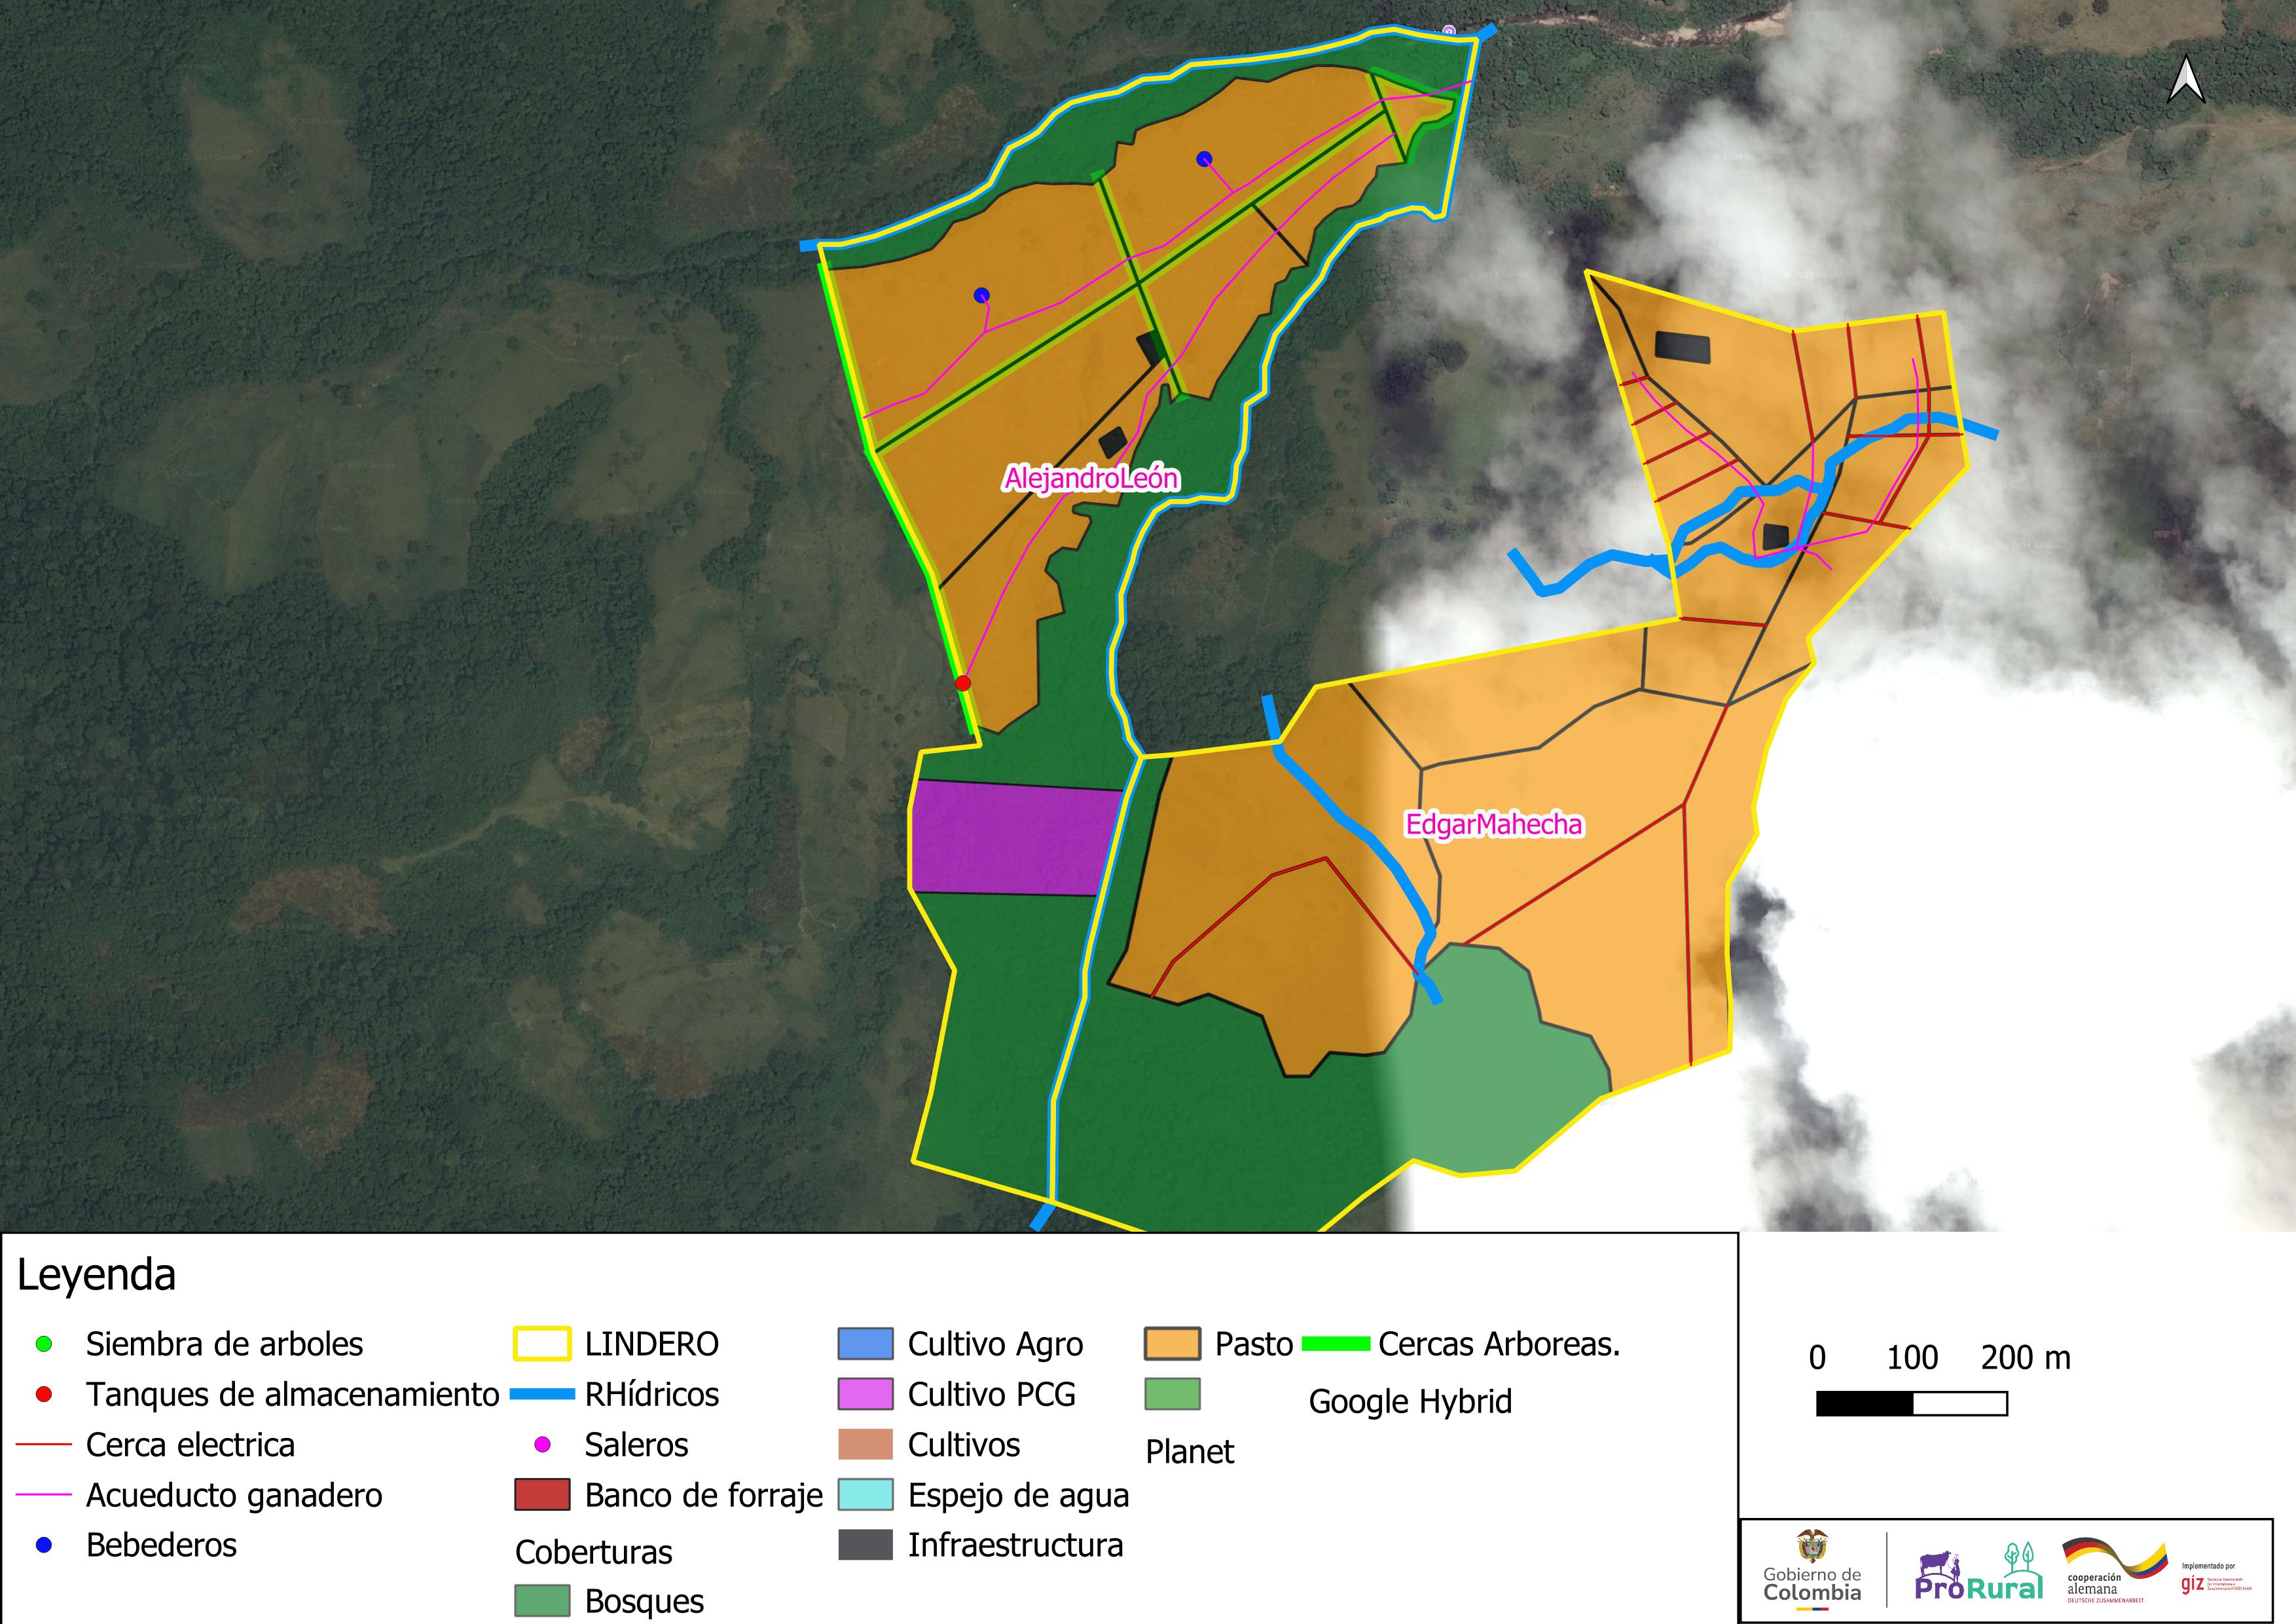 AlejandroLeón
EdgarMahecha
Leyenda
Siembra de arboles
Tanques de almacenamiento
Cerca electrica
Acueducto ganadero
Bebederos
LINDERO
RHídricos
Saleros
Banco de forraje
Coberturas
Bosques
Cultivo Agro
Cultivo PCG
Cultivos
Espejo de agua
Infraestructura
Pasto
Planet
Cercas Arboreas.
Google Hybrid
0 100 200 m
Gobierno de
Colombia
ProRural
cooperación
alemana
DEUTSCHE ZUSAMMENARBEIT
Implementado por
giz